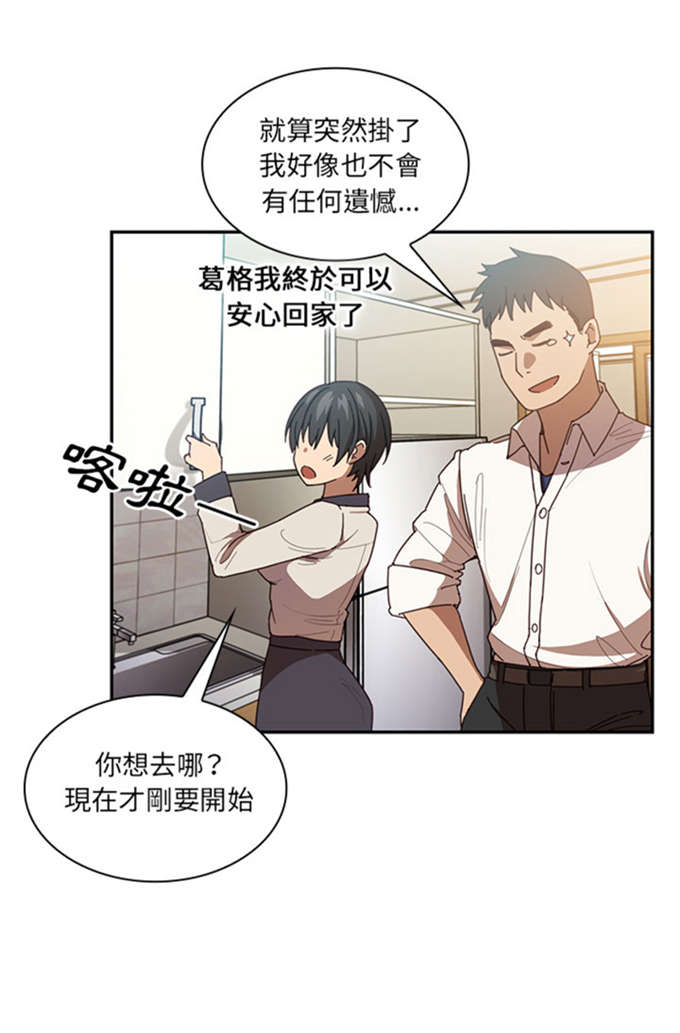 就算突然掛了
我好像也不會
有任何遺憾...
葛格我終於可以
安心回家了
喀啦—
你想去哪？
現在才剛要開始